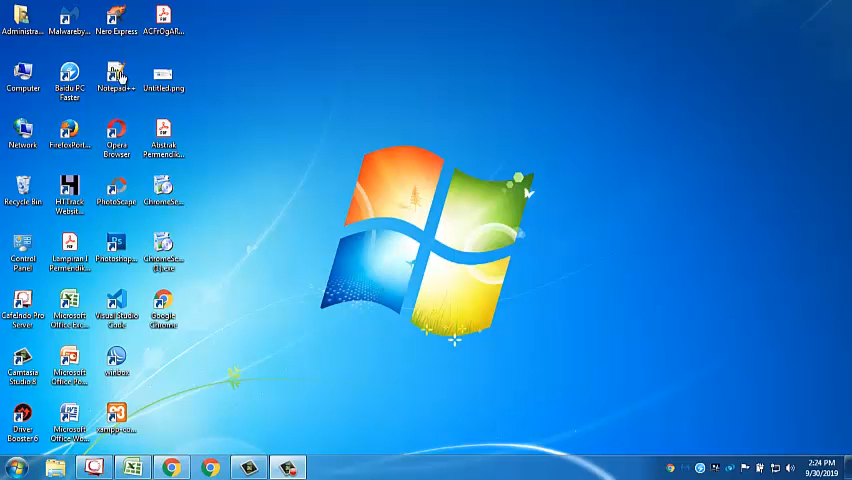 Administra...
Malwareby...
Nero Express
ACFrOgAR...
Computer
Baidu PC
Faster
Notepad++
Untitled.png
Network
FirefoxPort...
Opera
Browser
Abstrak
Permendik...
Recycle Bin
HTTrack
Websit...
PhotoScape
ChromeSe...
Control
Panel
Lampiran I
Permendik...
Photoshop...
ChromeSe...
(1).exe
CafeIndo Pro
Server
Microsoft
Office Exc...
Visual Studio
Code
Google
Chrome
Camtasia
Studio 8
Microsoft
Office Po...
winbox
Driver
Booster 6
Microsoft
Office Wo...
xampp-co...
2:24 PM
9/30/2019